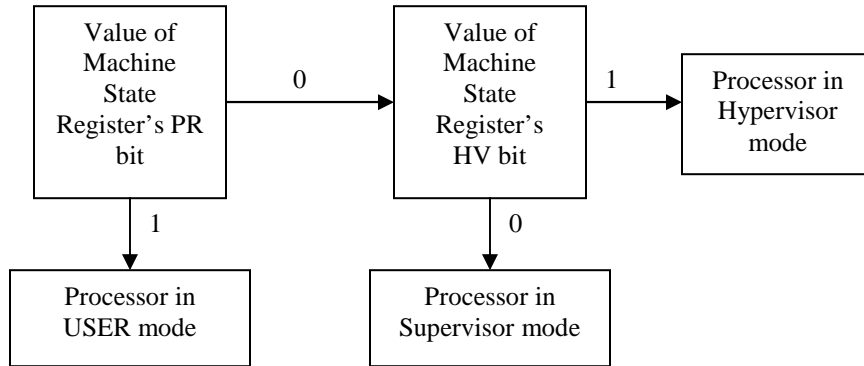 Value of
Machine
State
Register’s PR
bit
0
Value of
Machine
State
Register’s
HV bit
1
Processor in
Hypervisor
mode
1
0
Processor in
USER mode
Processor in
Supervisor mode